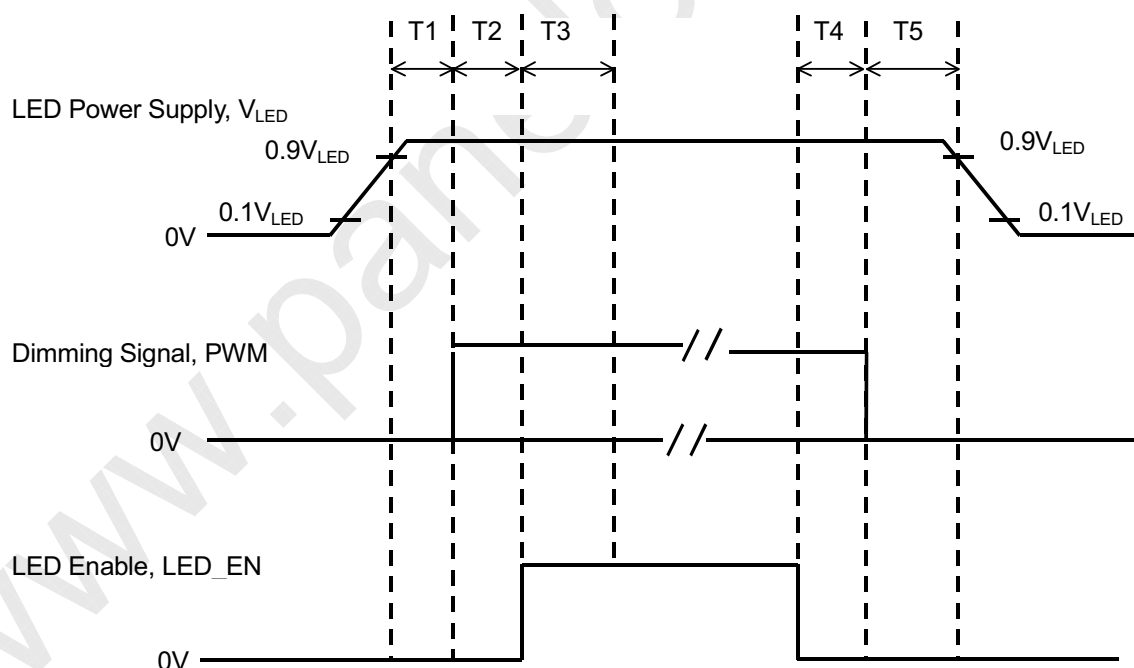 T1 T2 T3 T4 T5
LED Power Supply, VLED
0.9VLED 0.9VLED
0.1VLED 0.1VLED
0V
Dimming Signal, PWM
0V
LED Enable, LED_EN
0V
www.pane